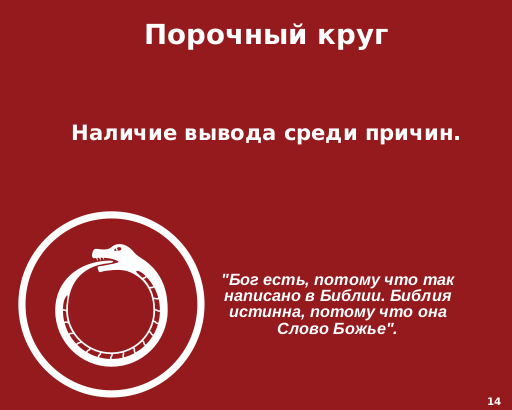 Порочный круг
Наличие вывода среди причин.
"Бог есть, потому что так
написано в Библии. Библия
истинна, потому что она
Слово Божье".
14